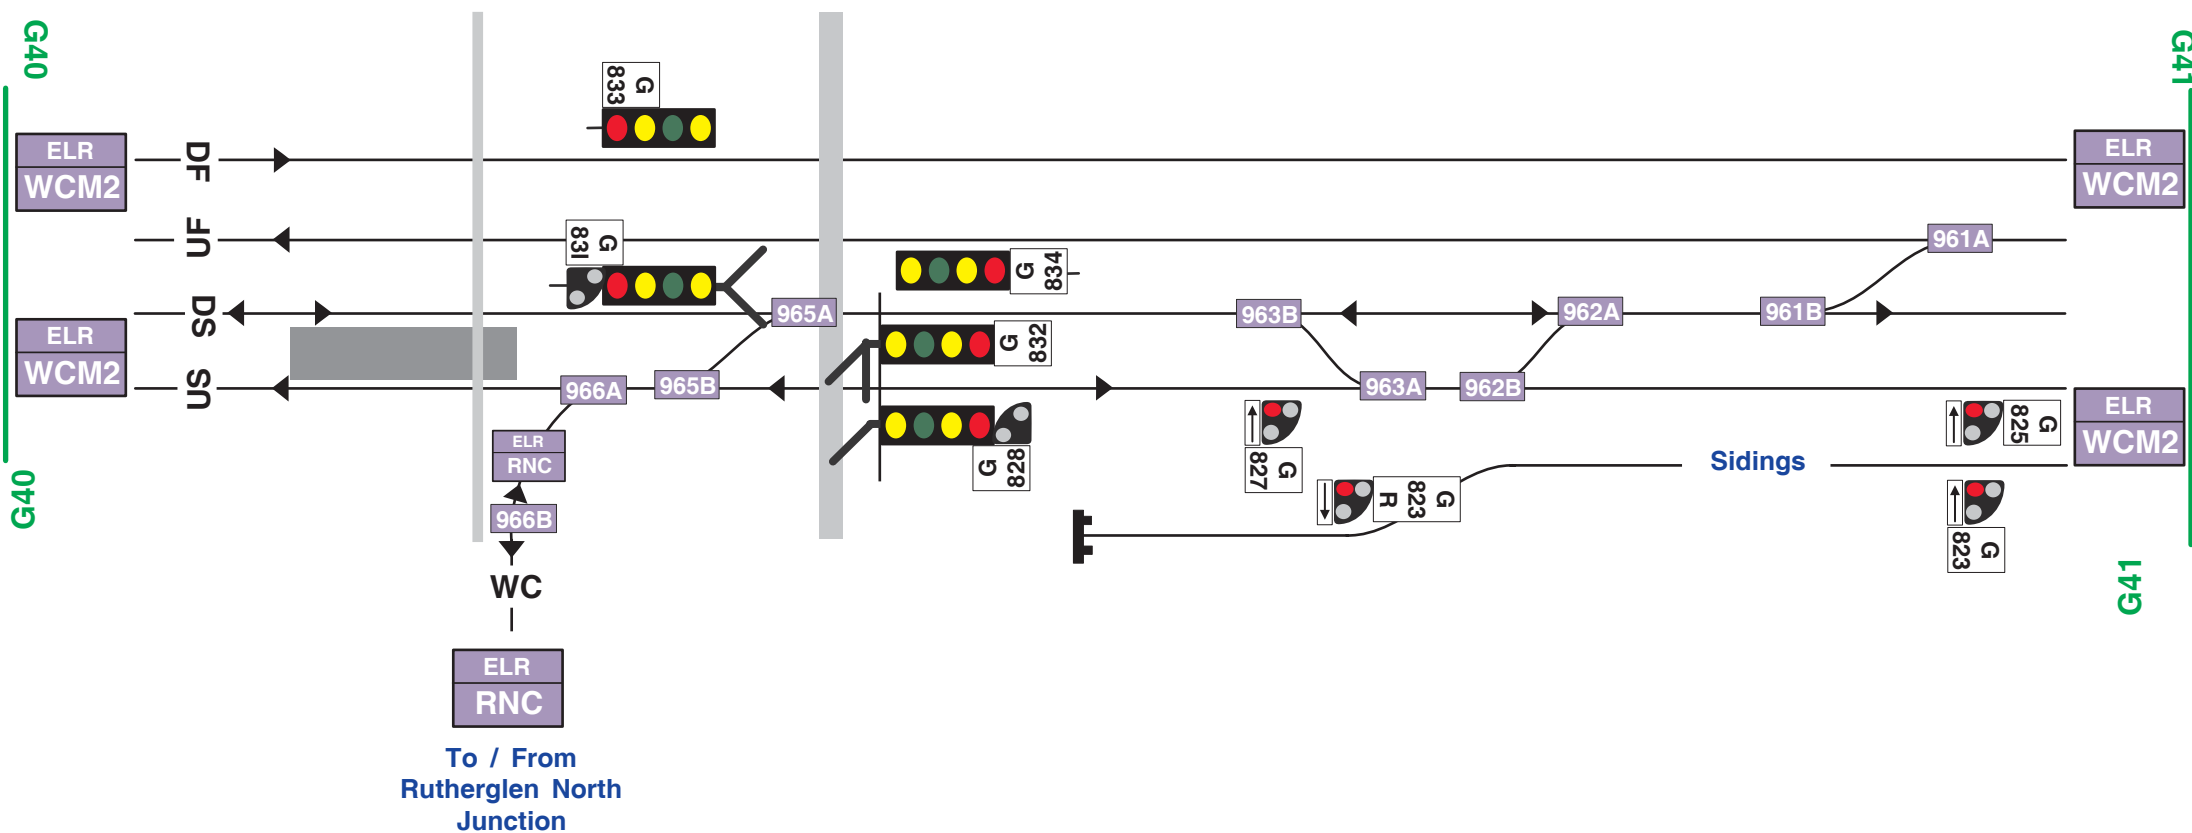 G40
G41
G
833
ELR
WCM2
DF
ELR
WCM2
UF
G
831
961A
G
834
ELR
WCM2
SD
965A
963B
962A
961B
G
832
US
966A
965B
963A
962B
ELR
WCM2
ELR
RNC
G
828
G
827
Sidings
G
825
G
823
R
G
823
966B
G40
G41
WC
ELR
RNC
To / From
Rutherglen North
Junction